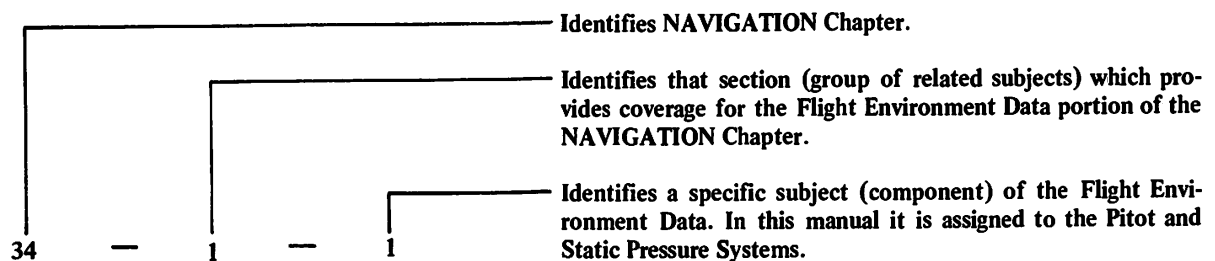 Identifies NAVIGATION Chapter.
Identifies that section (group of related subjects) which pro-
vides coverage for the Flight Environment Data portion of the
NAVIGATION Chapter.
Identifies a specific subject (component) of the Flight Envi-
ronment Data. In this manual it is assigned to the Pitot and
Static Pressure Systems.
34 — 1 — 1